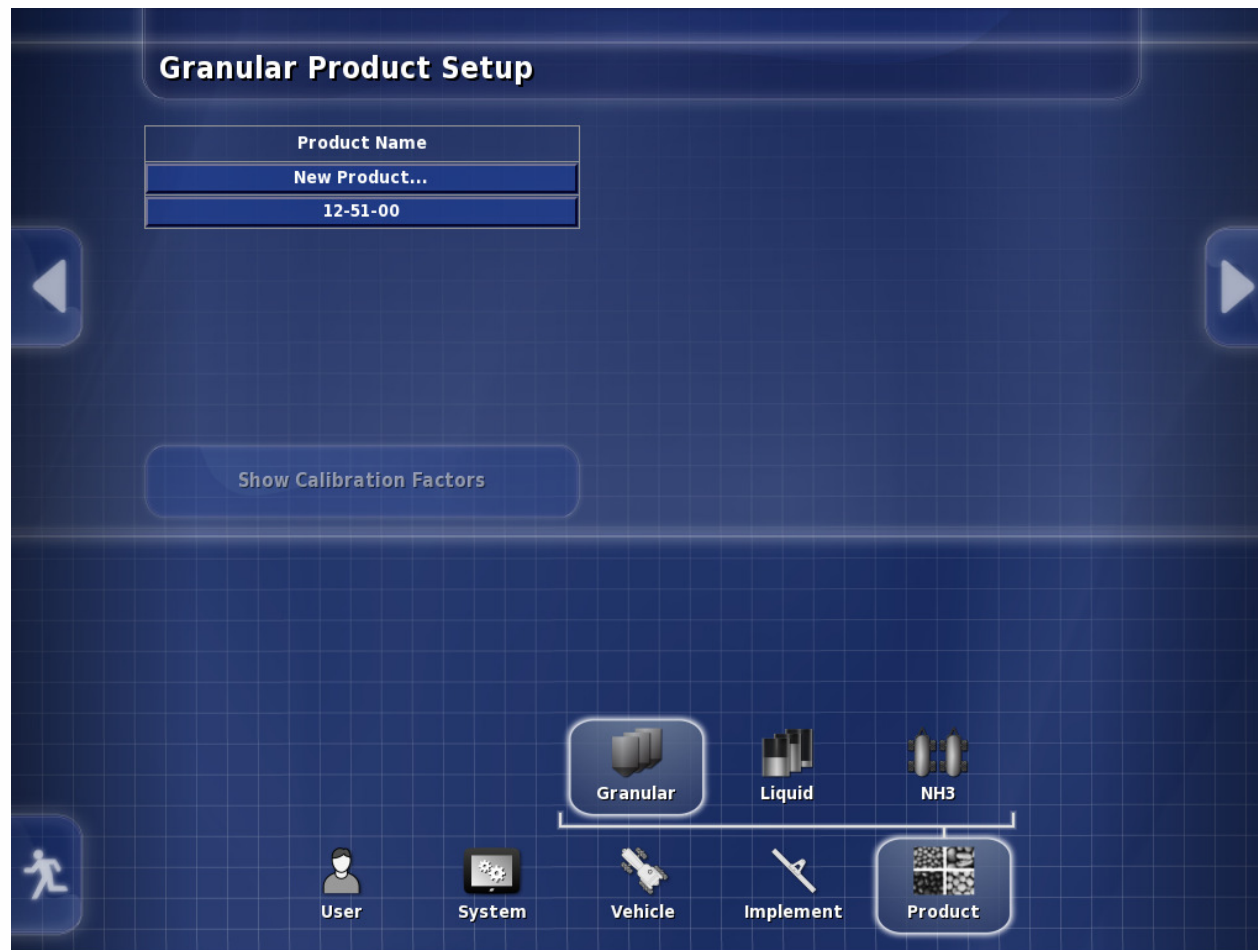 Granular Product Setup
Product Name
New Product...
12-51-00
Show Calibration Factors
Granular Liquid NH3
User System Vehicle Implement Product